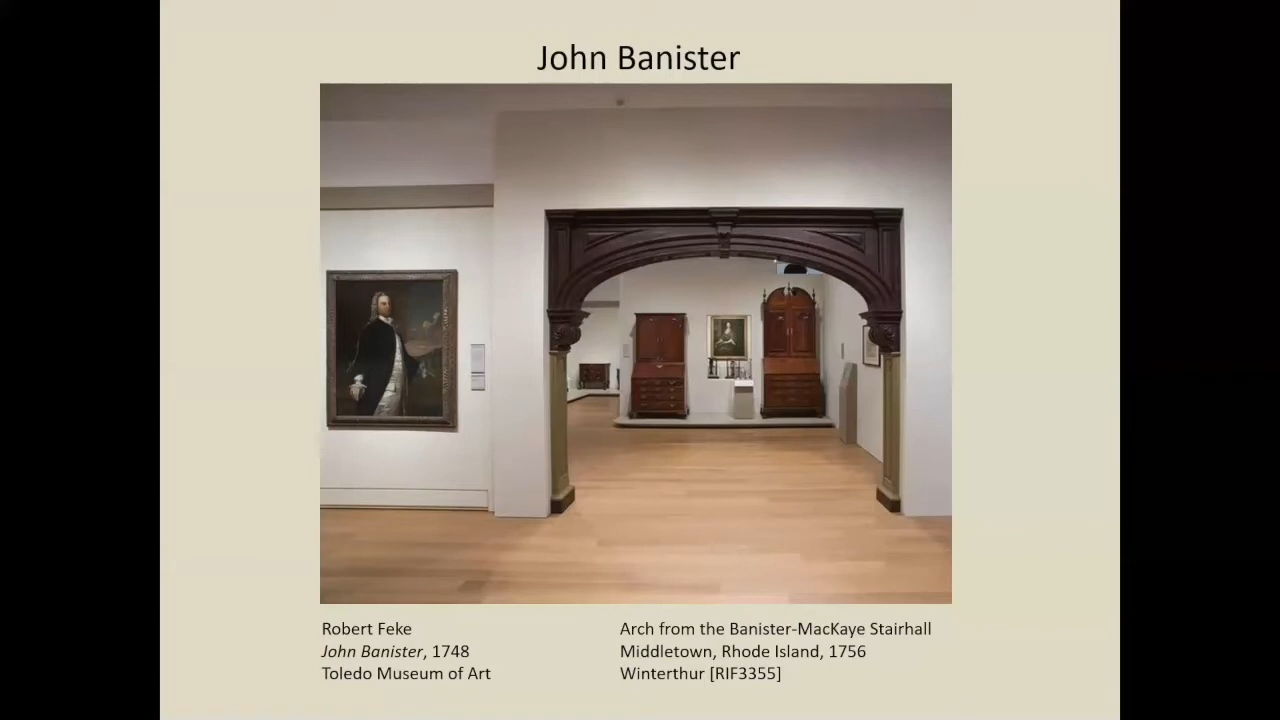 John Banister
Robert Feke
John Banister, 1748
Toledo Museum of Art
Arch from the Banister-MacKaye Stairhall
Middletown, Rhode Island, 1756
Winterthur [RIF3355]